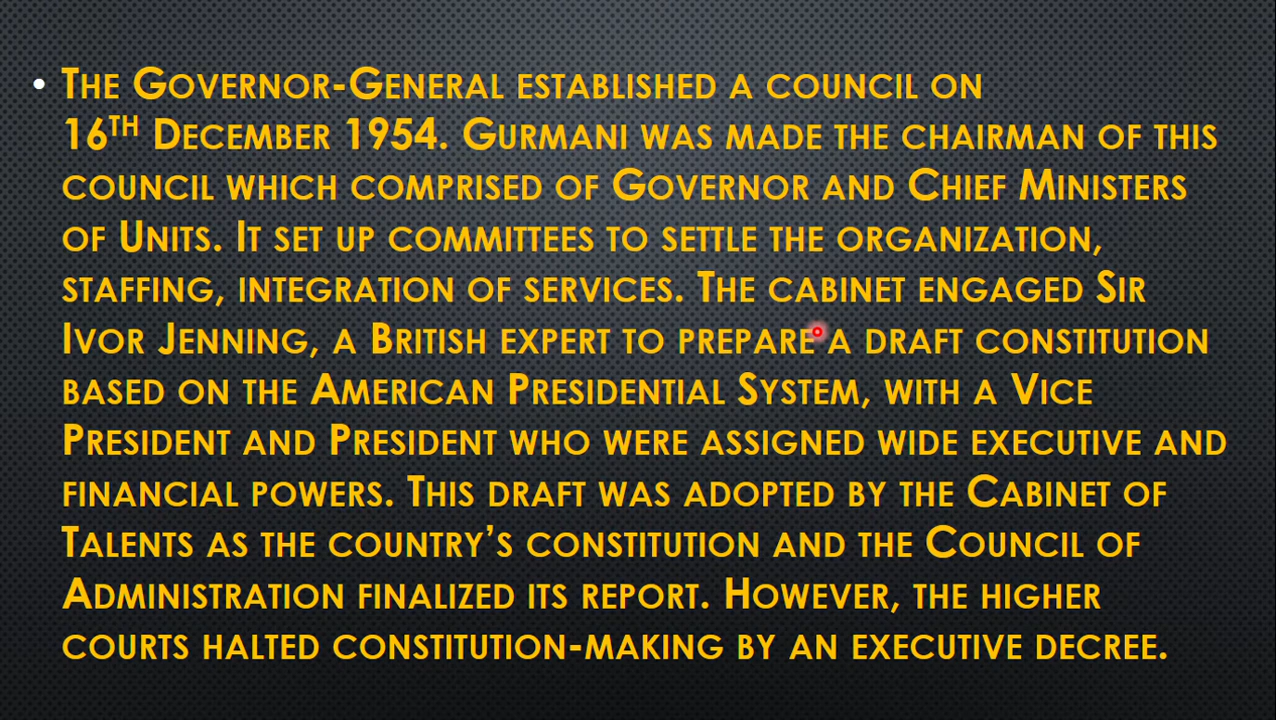 • The Governor-General established a council on
16th December 1954. Gurmani was made the chairman of this
council which comprised of Governor and Chief Ministers
of Units. It set up committees to settle the organization,
staffing, integration of services. The cabinet engaged Sir
Ivor Jenning, a British expert to prepare a draft constitution
based on the American Presidential System, with a Vice
President and President who were assigned wide executive and
financial powers. This draft was adopted by the Cabinet of
Talents as the country’s constitution and the Council of
Administration finalized its report. However, the higher
courts halted constitution-making by an executive decree.